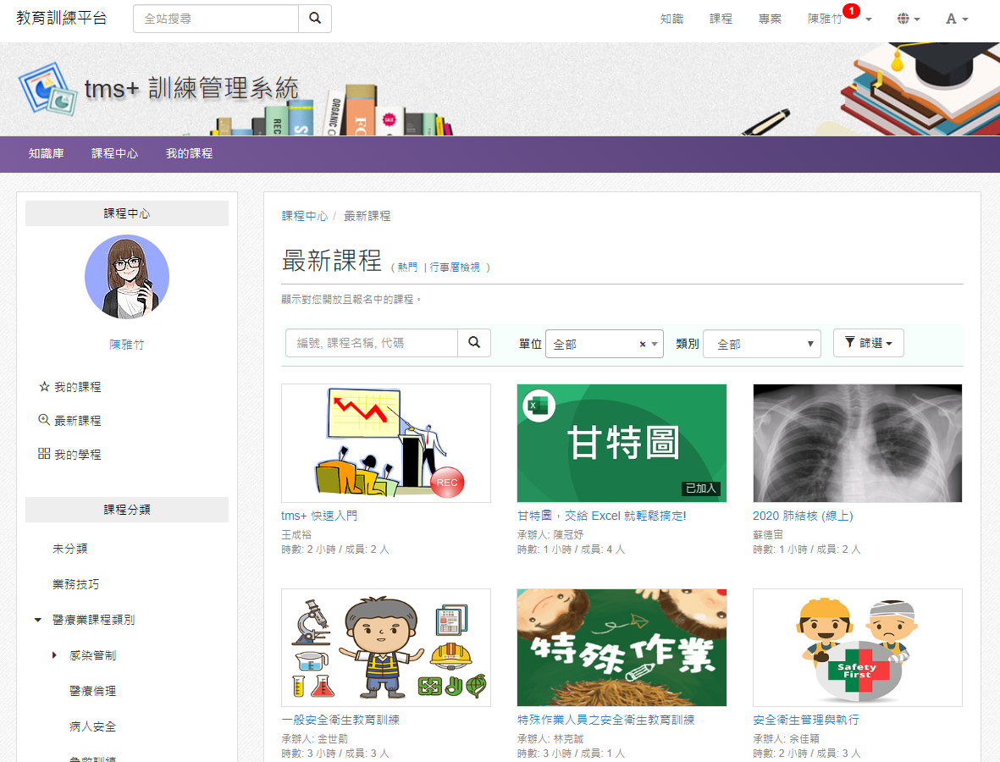 教育訓練平台
全站搜尋
知識 課程 專案 陳雅竹 1 A
tms+ 訓練管理系統
ORGANIC
REC
知識庫 課程中心 我的課程
課程中心
陳雅竹
我的課程
最新課程
我的學程
課程分類
未分類
業務技巧
醫療業課程類別
感染管制
醫療倫理
病人安全
急救訓練
課程中心 / 最新課程
最新課程 ( 熱門 | 行事曆檢視 )
顯示對您開放且報名中的課程。
編號, 課程名稱, 代碼
單位 全部 × 類別 全部 篩選
REC
甘特圖
已加入
tms+ 快速入門
王成裕
時數: 2 小時 / 成員: 2 人
甘特圖，交給 Excel 就輕鬆搞定!
承辦人: 陳冠妤
時數: 1 小時 / 成員: 4 人
2020 肺結核 (線上)
蘇德宙
時數: 1 小時 / 成員: 2 人
特殊作業
Safety
First
一般安全衛生教育訓練
承辦人: 金世勛
時數: 3 小時 / 成員: 3 人
特殊作業人員之安全衛生教育訓練
承辦人: 林克誠
時數: 3 小時 / 成員: 1 人
安全衛生管理與執行
承辦人: 余佳穎
時數: 2 小時 / 成員: 3 人